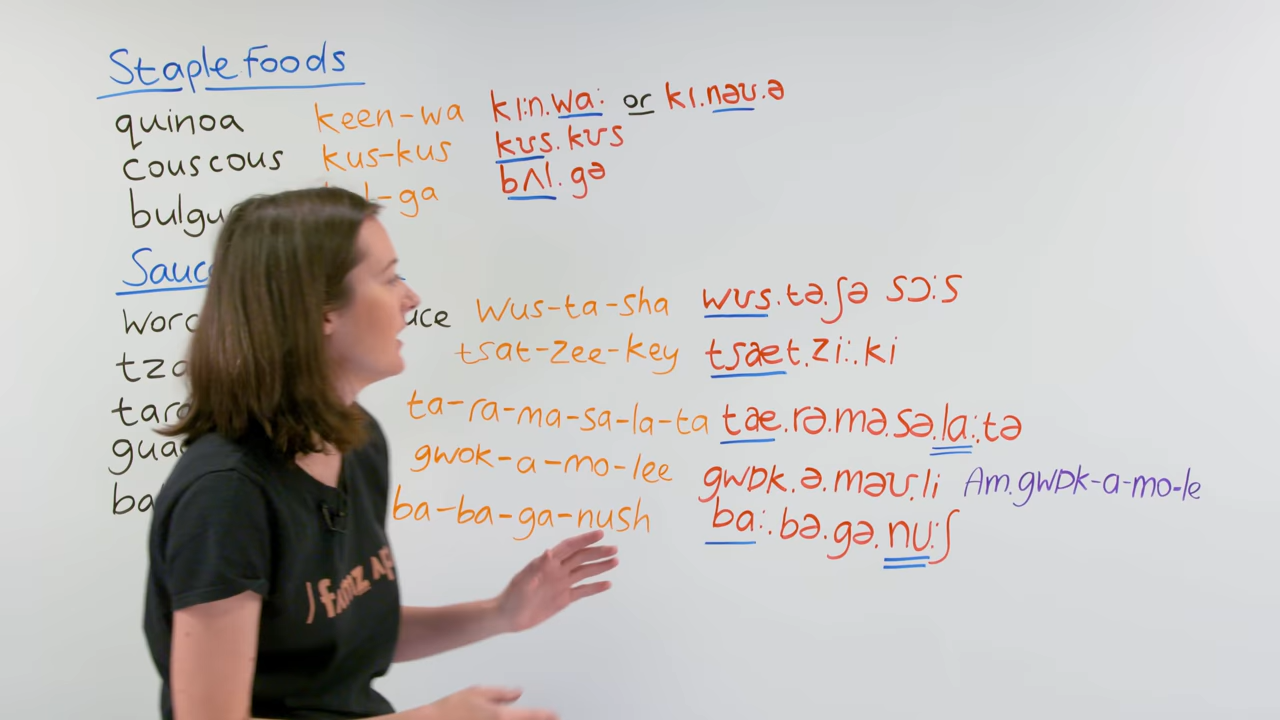 Staple Foods
quinoa keen-wa kɪːn.waː or kɪ.nəʊ.ə
couscous kus-kus kʊs.kʊs
-ga bʌl.gə
wus-ta-sha wʊs.tə.ʃə sɔːs
tsat-zee-key tsæt.ziː.ki
ta-ra-ma-sa-la-ta tæ.rə.mə.sə.laː.tə
gwok-a-mo-lee gwɒk.ə.məʊ.li Am.gwɒk-a-mo-le
ba-ba-ga-nush baː.bə.gə.nuːʃ